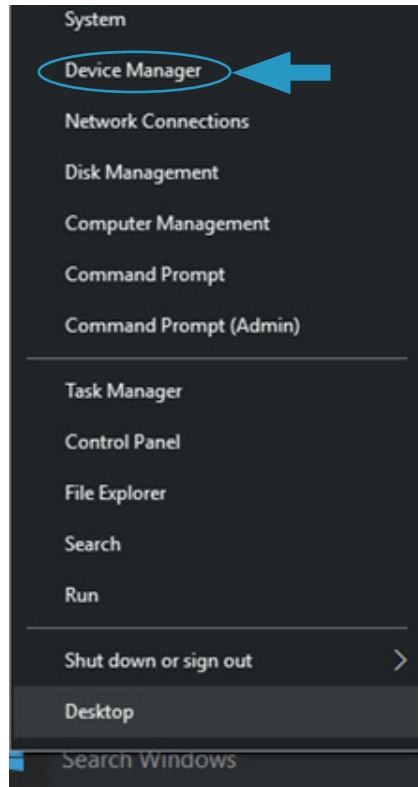 System
Device Manager
Network Connections
Disk Management
Computer Management
Command Prompt
Command Prompt (Admin)
Task Manager
Control Panel
File Explorer
Search
Run
Shut down or sign out
Desktop
Search Windows